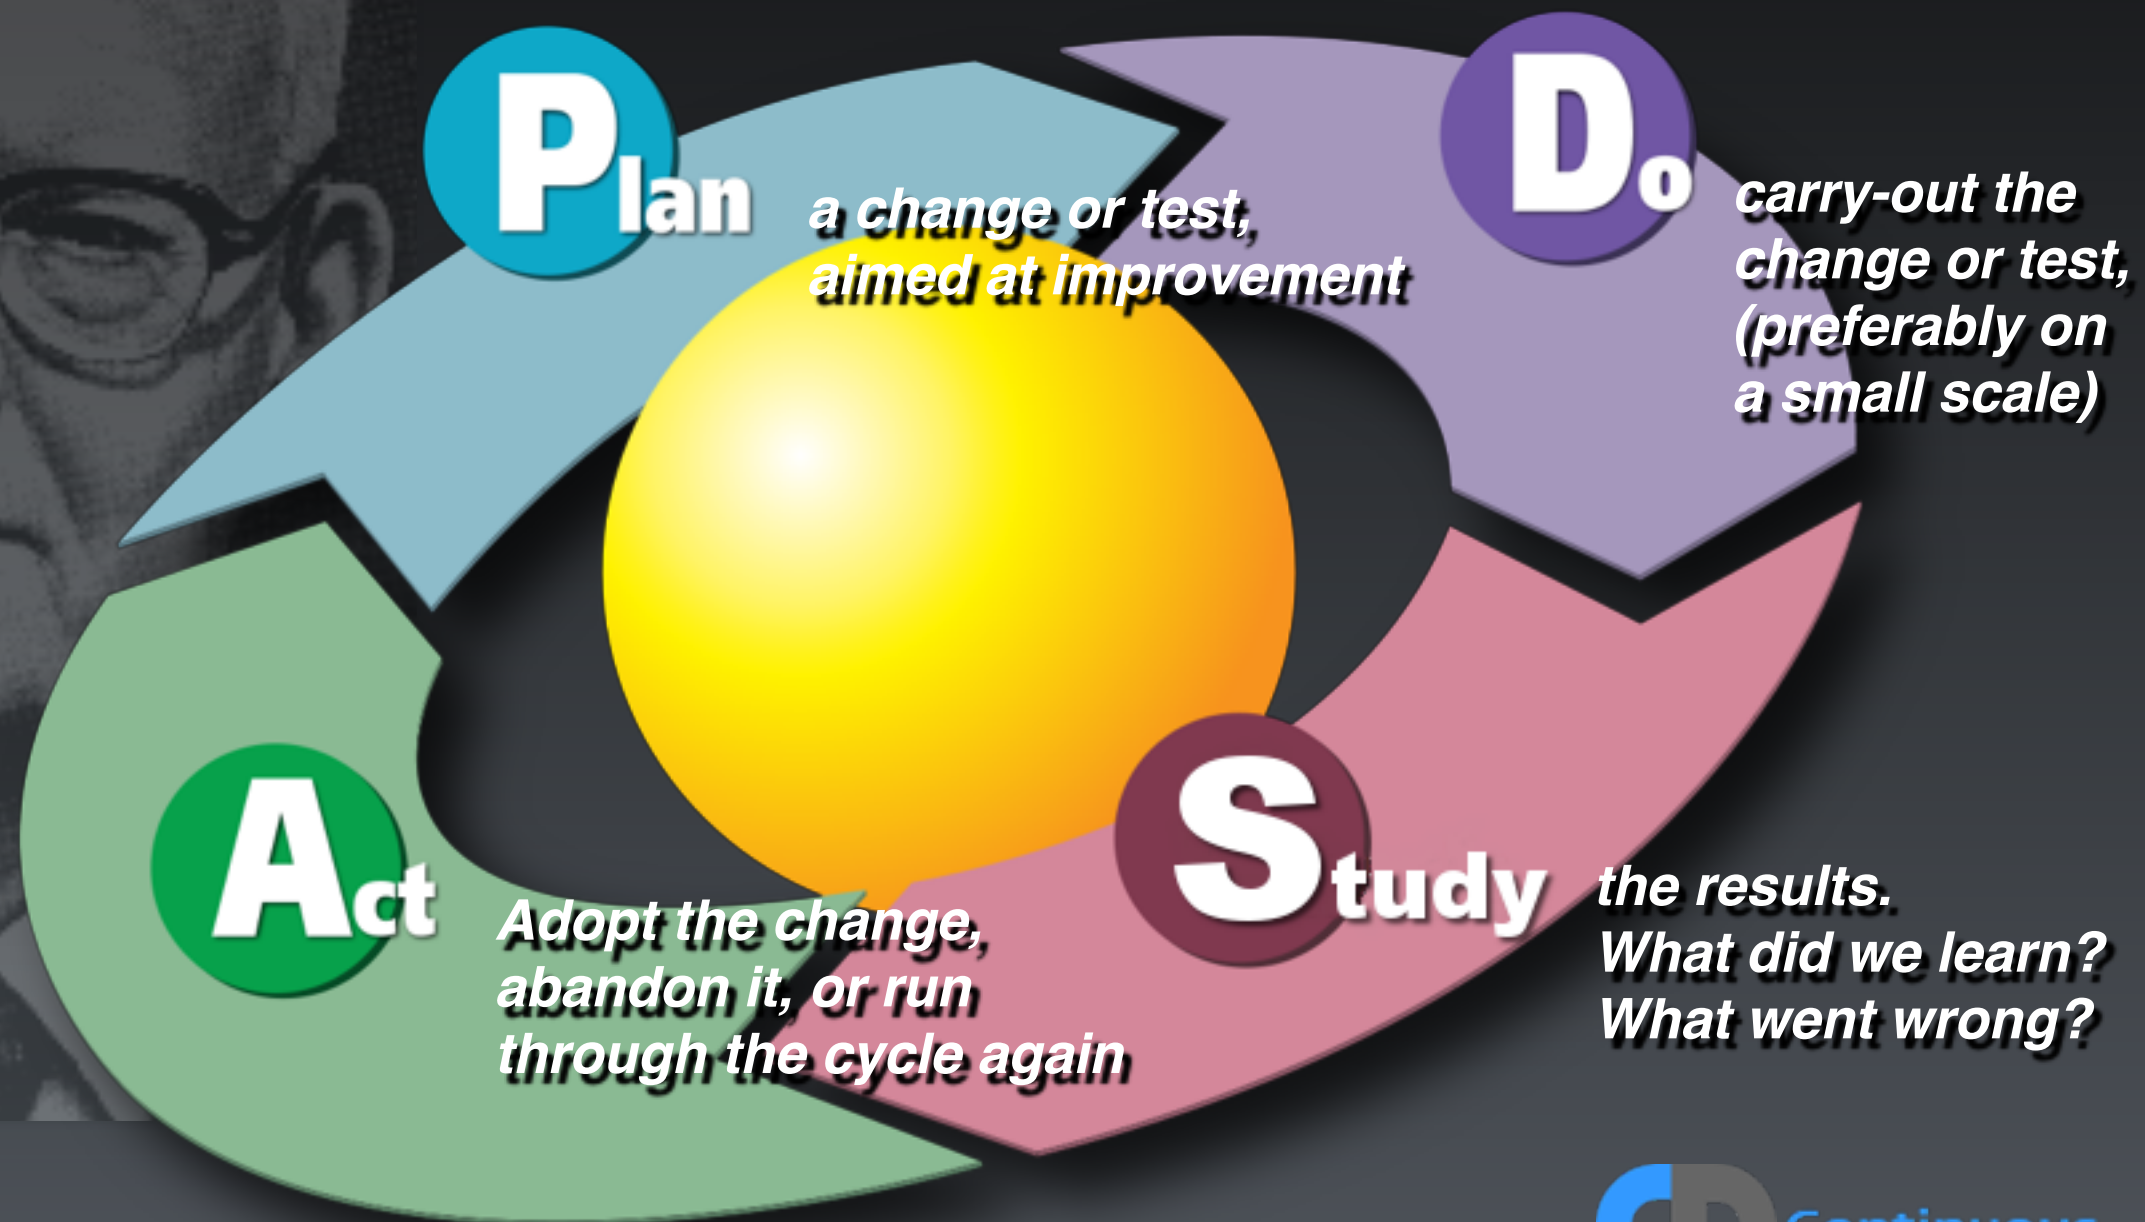 Plan
a change or test,
aimed at improvement
Do
carry-out the
change or test,
(preferably on
a small scale)
Study
the results.
What did we learn?
What went wrong?
Act
Adopt the change,
abandon it, or run
through the cycle again